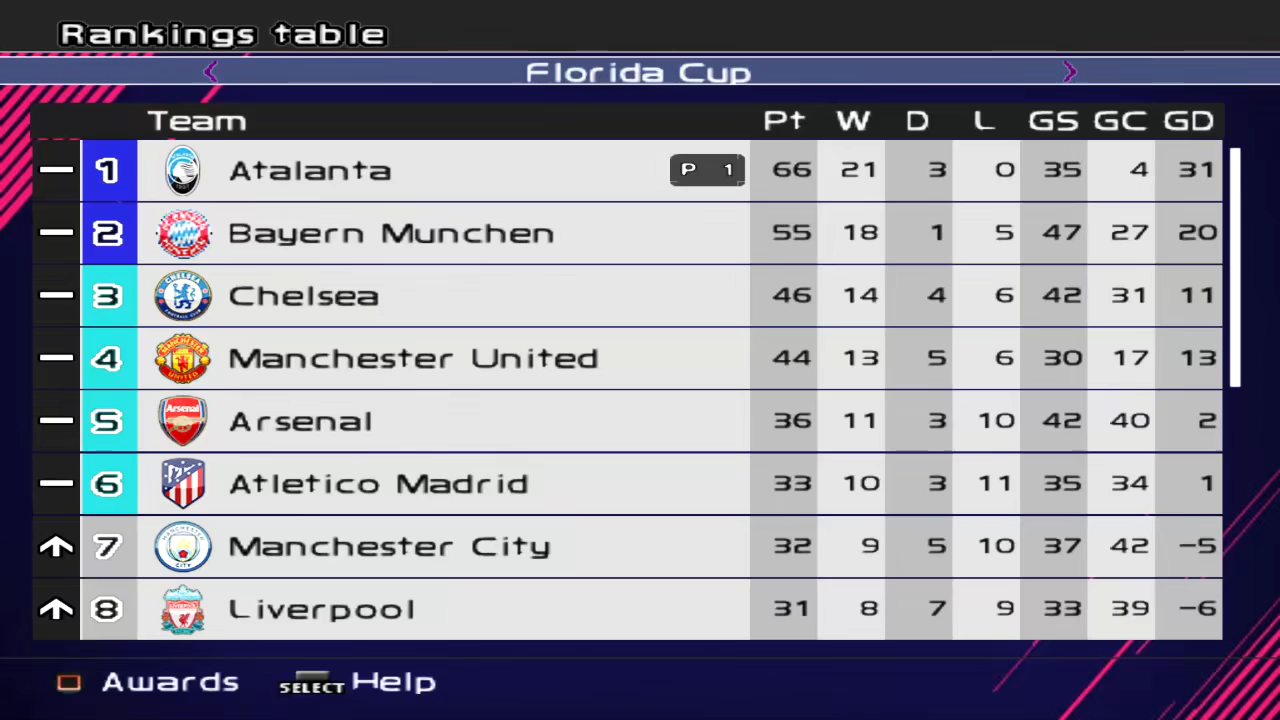 Rankings table
Florida Cup
Team Pt W D L GS GC GD
1 Atalanta P 1 66 21 3 0 35 4 31
2 Bayern Munchen 55 18 1 5 47 27 20
3 Chelsea 46 14 4 6 42 31 11
4 Manchester United 44 13 5 6 30 17 13
5 Arsenal 36 11 3 10 42 40 2
6 Atletico Madrid 33 10 3 11 35 34 1
7 Manchester City 32 9 5 10 37 42 -5
8 Liverpool 31 8 7 9 33 39 -6
Awards SELECT Help